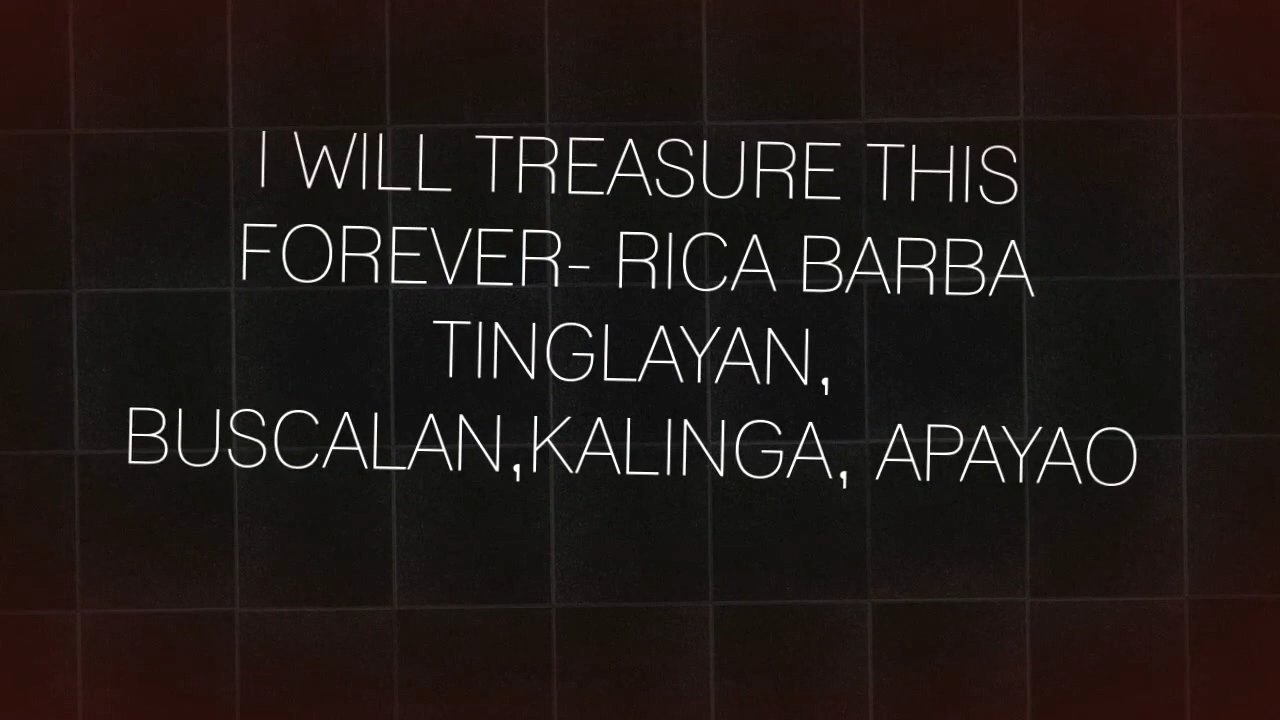 I WILL TREASURE THIS
FOREVER- RICA BARBA
TINGLAYAN,
BUSCALAN,KALINGA, APAYAO